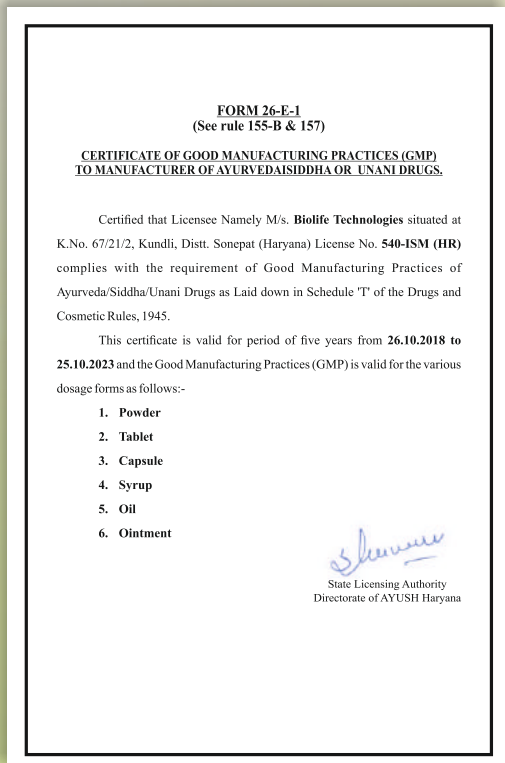 FORM 26-E-1
(See rule 155-B & 157)
CERTIFICATE OF GOOD MANUFACTURING PRACTICES (GMP)
TO MANUFACTURER OF AYURVEDAISIDDHA OR UNANI DRUGS.
Certified that Licensee Namely M/s. Biolife Technologies situated at
K.No. 67/21/2, Kundli, Distt. Sonepat (Haryana) License No. 540-ISM (HR)
complies with the requirement of Good Manufacturing Practices of
Ayurveda/Siddha/Unani Drugs as Laid down in Schedule 'T' of the Drugs and
Cosmetic Rules, 1945.
This certificate is valid for period of five years from 26.10.2018 to
25.10.2023 and the Good Manufacturing Practices (GMP) is valid for the various
dosage forms as follows:-
1. Powder
2. Tablet
3. Capsule
4. Syrup
5. Oil
6. Ointment
State Licensing Authority
Directorate of AYUSH Haryana